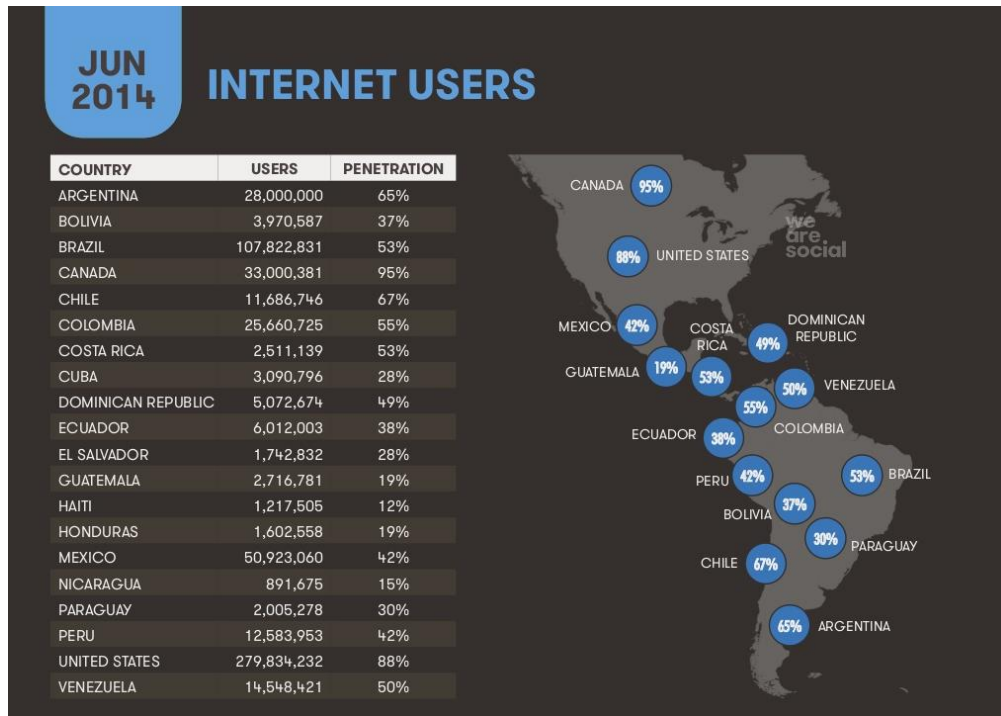 JUN
2014
INTERNET USERS
COUNTRY USERS PENETRATION
ARGENTINA 28,000,000 65%
BOLIVIA 3,970,587 37%
BRAZIL 107,822,831 53%
CANADA 33,000,381 95%
CHILE 11,686,746 67%
COLOMBIA 25,660,725 55%
COSTA RICA 2,511,139 53%
CUBA 3,090,796 28%
DOMINICAN REPUBLIC 5,072,674 49%
ECUADOR 6,012,003 38%
EL SALVADOR 1,742,832 28%
GUATEMALA 2,716,781 19%
HAITI 1,217,505 12%
HONDURAS 1,602,558 19%
MEXICO 50,923,060 42%
NICARAGUA 891,675 15%
PARAGUAY 2,005,278 30%
PERU 12,583,953 42%
UNITED STATES 279,834,232 88%
VENEZUELA 14,548,421 50%
CANADA 95%
we
are
social
88% UNITED STATES
MEXICO 42%
COSTA
RICA
53%
DOMINICAN
REPUBLIC
49%
GUATEMALA 19%
50% VENEZUELA
55%
COLOMBIA
ECUADOR 38%
PERU 42%
53% BRAZIL
BOLIVIA 37%
30% PARAGUAY
CHILE 67%
65% ARGENTINA